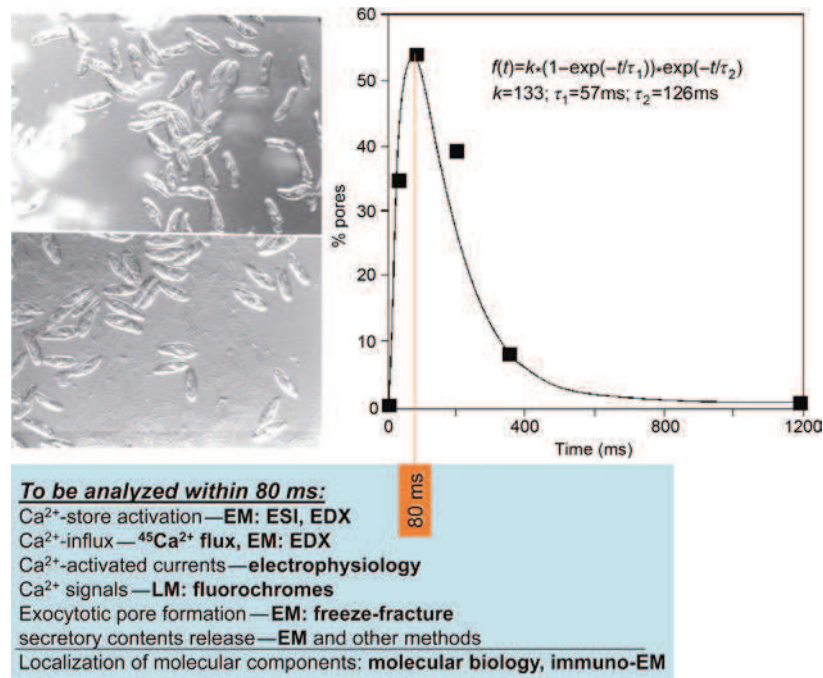 60
50
40
30
20
10
0
% pores
f(t)=k*(1−exp(−t/τ1))*exp(−t/τ2)
k=133; τ1=57ms; τ2=126ms
0
400
800
1200
Time (ms)
80 ms
To be analyzed within 80 ms:
Ca²⁺-store activation—EM: ESI, EDX
Ca²⁺-influx—⁴⁵Ca²⁺ flux, EM: EDX
Ca²⁺-activated currents—electrophysiology
Ca²⁺ signals—LM: fluorochromes
Exocytotic pore formation—EM: freeze-fracture
secretory contents release—EM and other methods
Localization of molecular components: molecular biology, immuno-EM